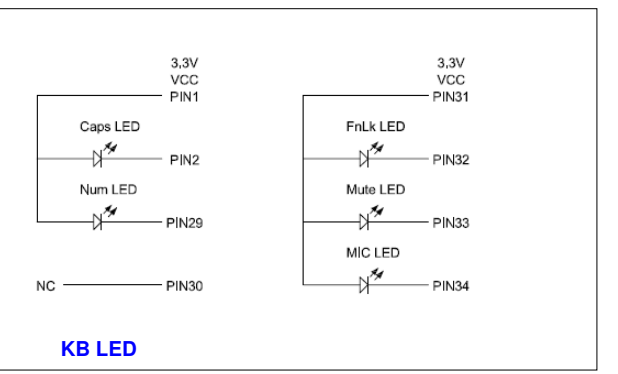 3,3V
VCC
PIN1
Caps LED
PIN2
Num LED
PIN29
NC
PIN30
3,3V
VCC
PIN31
FnLk LED
PIN32
Mute LED
PIN33
MIC LED
PIN34
KB LED